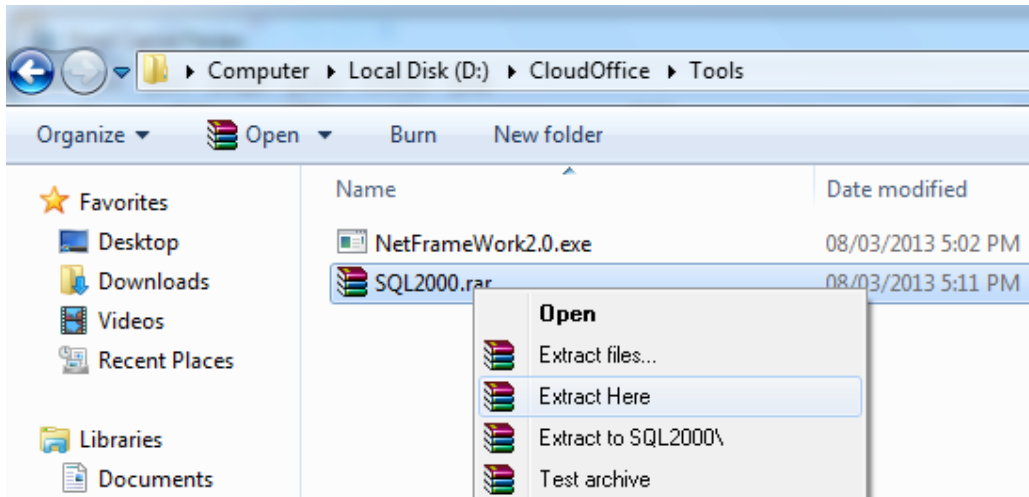 Computer Local Disk (D:) CloudOffice Tools
Organize Open Burn New folder
Name Date modified
Favorites
Desktop
Downloads
Videos
Recent Places
Libraries
Documents
NetFrameWork2.0.exe 08/03/2013 5:02 PM
SQL2000.rar 08/03/2013 5:11 PM
Open
Extract files...
Extract Here
Extract to SQL2000\
Test archive